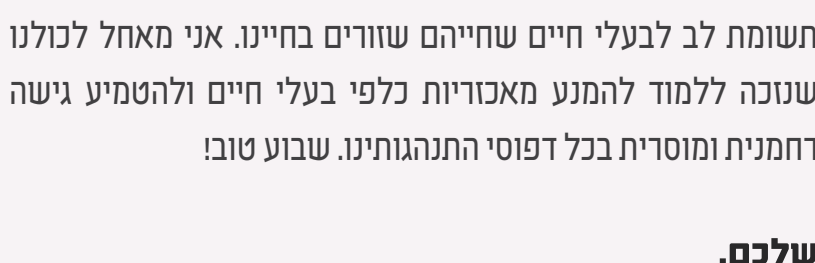 תשומת לב לבעלי חיים שחייהם שזורים בחיינו. אני מאחל לכולנו
שנזכה ללמוד להמנע מאכזריות כלפי בעלי חיים ולהטמיע גישה
רחמנית ומוסרית בכל דפוסי התנהגותינו. שבוע טוב!
שלכם,